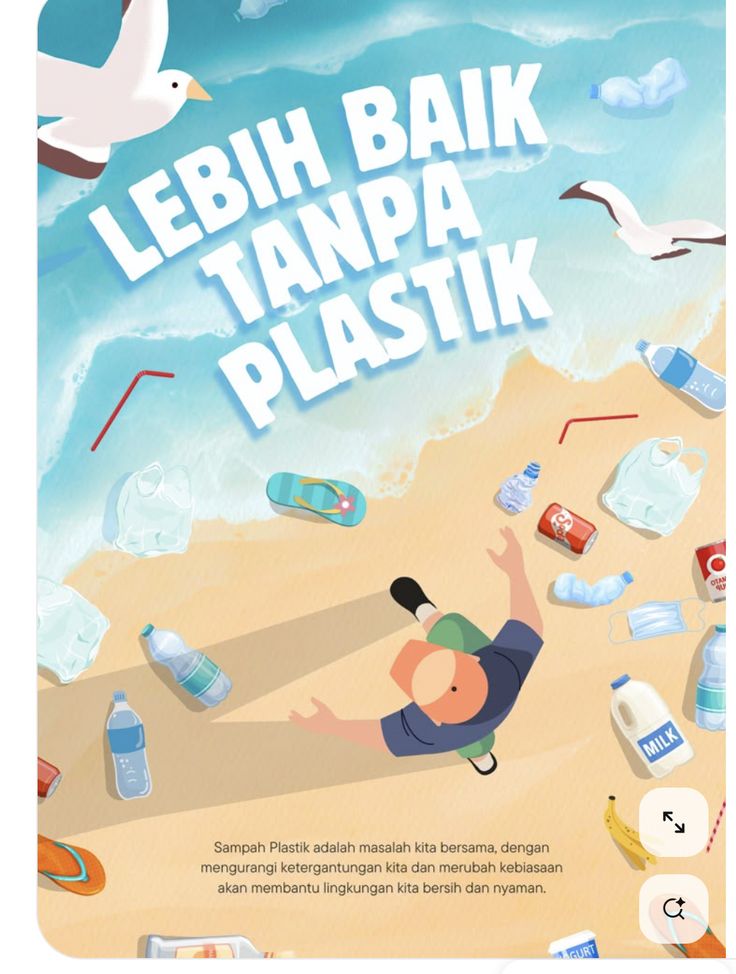 LEBIH BAIK
TANPA
PLASTIK
Sampah Plastik adalah masalah kita bersama, dengan
mengurangi ketergantungan kita dan merubah kebiasaan
akan membantu lingkungan kita bersih dan nyaman.
MILK